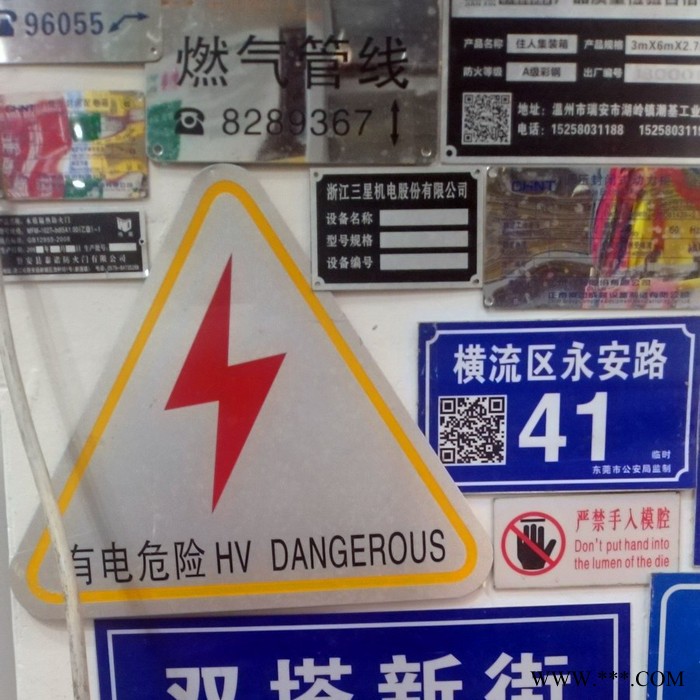 96055
燃气管线
8289367
产品名称 住人集装箱 产品规格 3mX6mX2.7
防火等级 A级彩钢 出厂编号
地址：温州市瑞安市湖岭镇潮基工业
电话：15258031188 152580311
CHNT
浙江三星机电股份有限公司
设备名称
型号规格
设备编号
CHNT
横流区永安路
41
临时
东莞市公安局监制
有电危险 HV DANGEROUS
严禁手入模腔
Don't put hand into
the lumen of the die
双塔新街
www.***.com